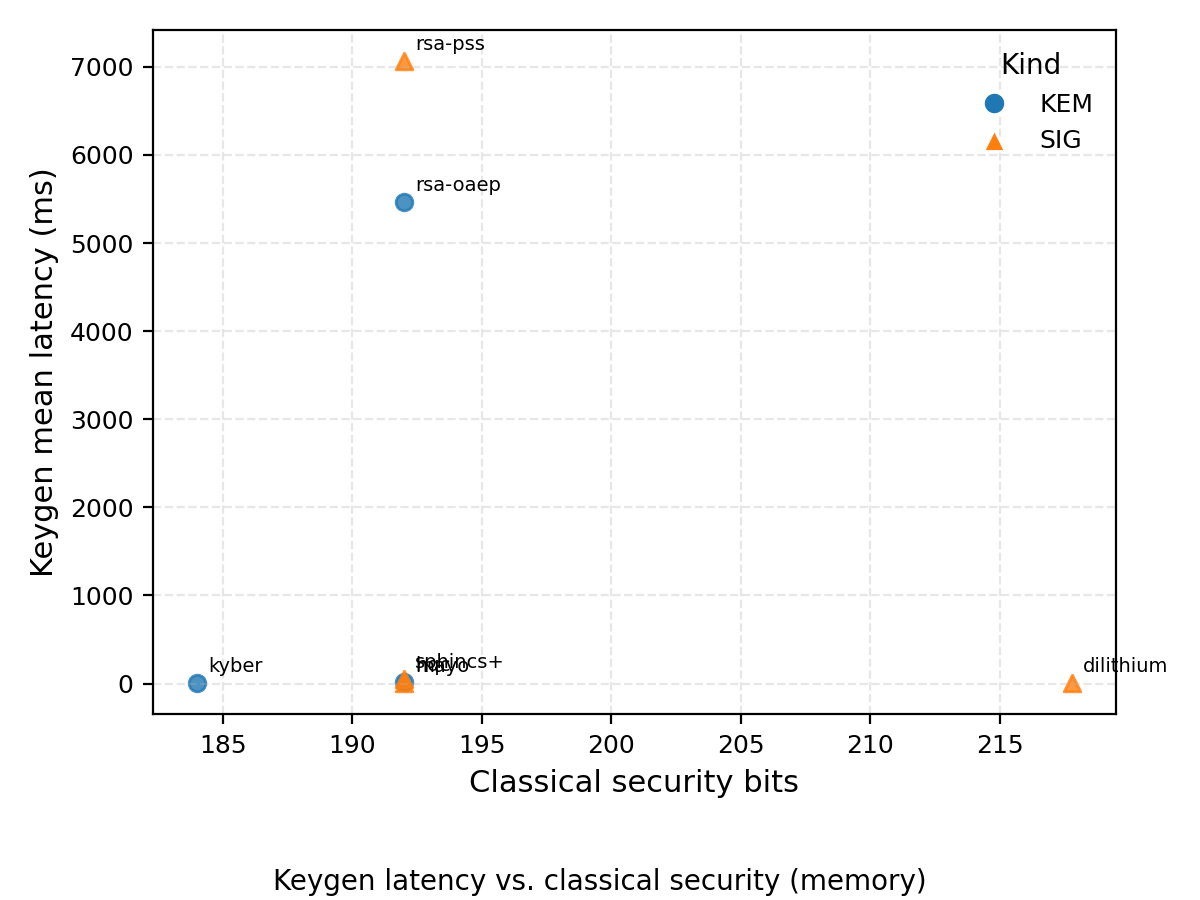 rsa-pss
Kind
7000
KEM
SIG
6000
rsa-oaep
5000
Keygen mean latency (ms)
4000
3000
2000
1000
sphincs+
mayo
kyber
dilithium
0
185 190 195 200 205 210 215
Classical security bits
Keygen latency vs. classical security (memory)